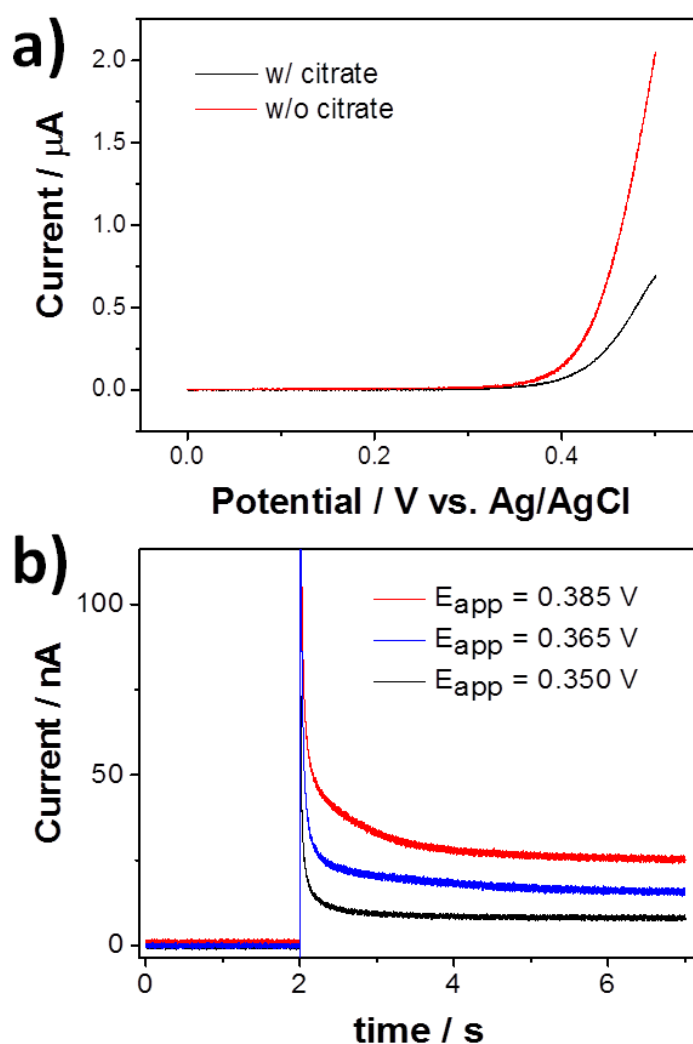 a)
2.0
1.5
1.0
0.5
0.0
Current / µA
w/ citrate
w/o citrate
0.0 0.2 0.4
Potential / V vs. Ag/AgCl
b)
100
50
0
Current / nA
Eapp = 0.385 V
Eapp = 0.365 V
Eapp = 0.350 V
0 2 4 6
time / s